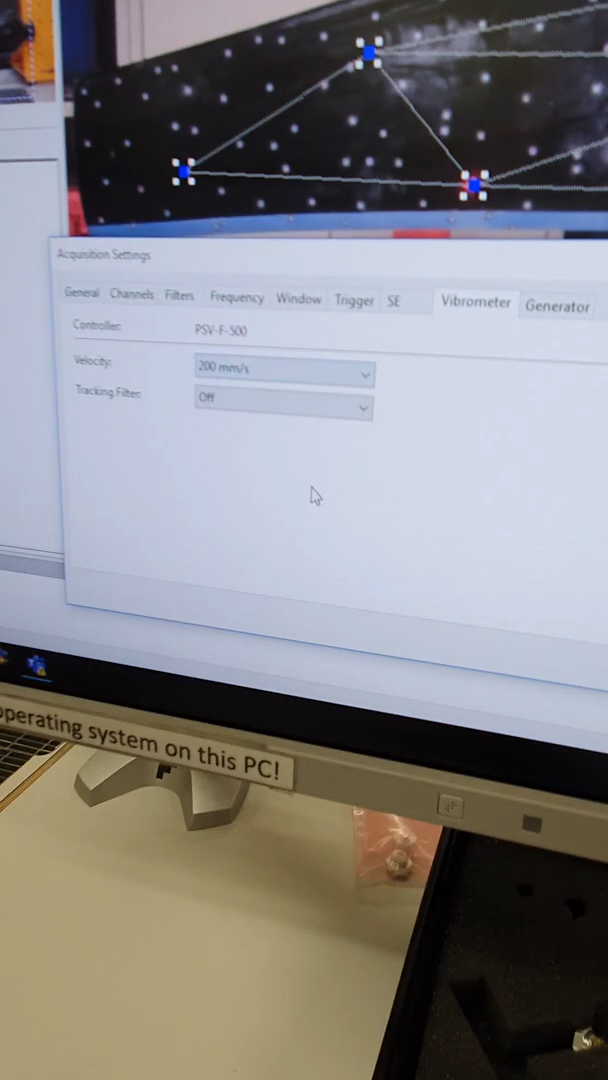 Acquisition Settings
General Channels Filters Frequency Window Trigger SE Vibrometer Generator
Controller: PSV-F-500
Velocity: 200 mm/s
Tracking Filter: Off
operating system on this PC!